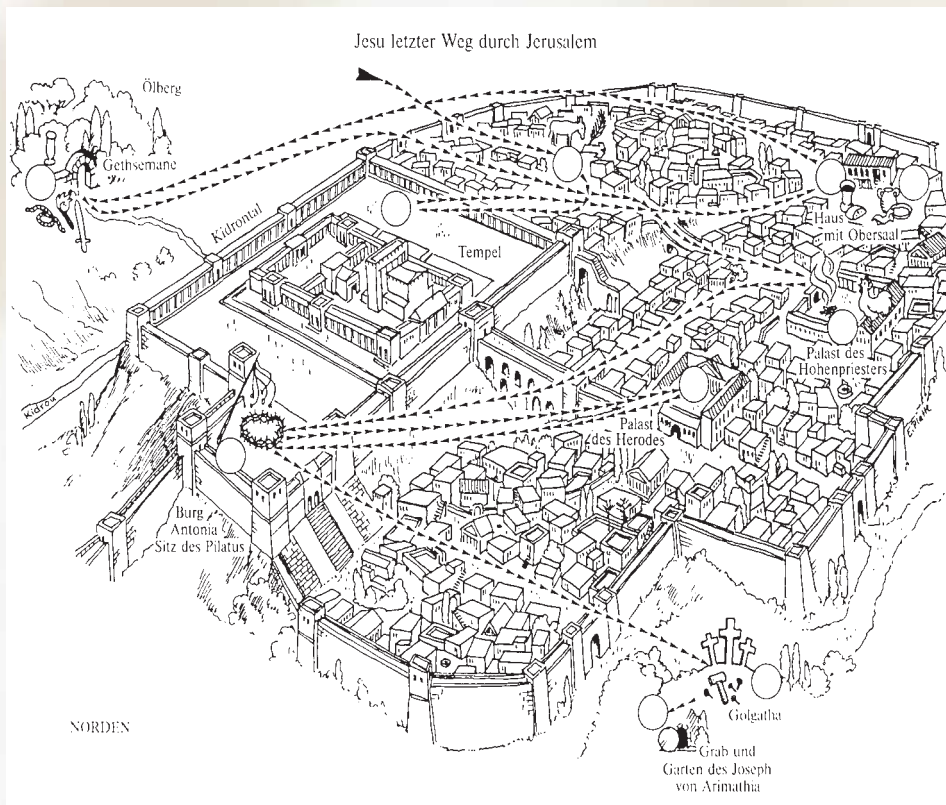 Jesu letzter Weg durch Jerusalem
Ölberg
Gethsemane
Kidrontal
Tempel
Haus
mit Obersaal
Palast des
Hohenpriesters
Kidron
Palast
des Herodes
Burg
Antonia
Sitz des Pilatus
NORDEN
Golgatha
Grab und
Garten des Joseph
von Arimathia